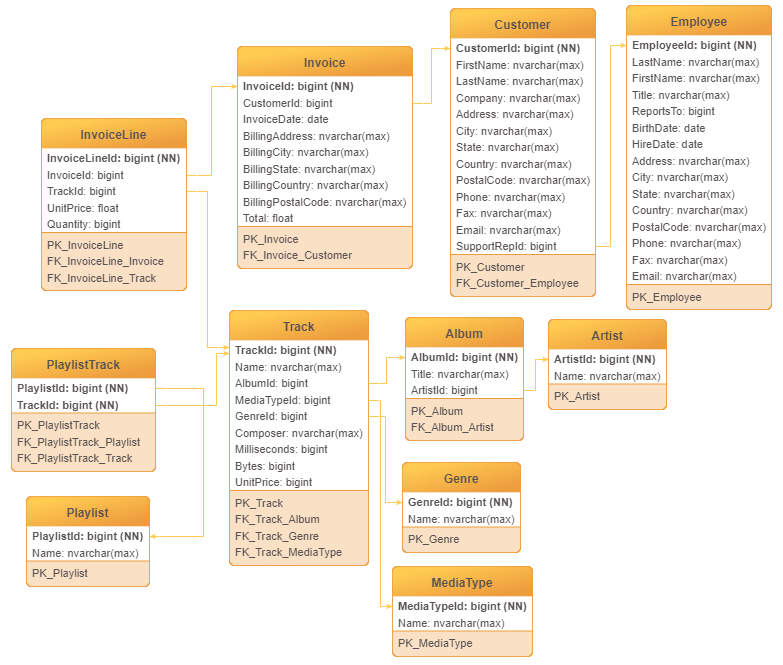 Customer
CustomerId: bigint (NN)
FirstName: nvarchar(max)
LastName: nvarchar(max)
Company: nvarchar(max)
Address: nvarchar(max)
City: nvarchar(max)
State: nvarchar(max)
Country: nvarchar(max)
PostalCode: nvarchar(max)
Phone: nvarchar(max)
Fax: nvarchar(max)
Email: nvarchar(max)
SupportRepId: bigint
PK_Customer
FK_Customer_Employee
Employee
EmployeeId: bigint (NN)
LastName: nvarchar(max)
FirstName: nvarchar(max)
Title: nvarchar(max)
ReportsTo: bigint
BirthDate: date
HireDate: date
Address: nvarchar(max)
City: nvarchar(max)
State: nvarchar(max)
Country: nvarchar(max)
PostalCode: nvarchar(max)
Phone: nvarchar(max)
Fax: nvarchar(max)
Email: nvarchar(max)
PK_Employee
Invoice
InvoiceId: bigint (NN)
CustomerId: bigint
InvoiceDate: date
BillingAddress: nvarchar(max)
BillingCity: nvarchar(max)
BillingState: nvarchar(max)
BillingCountry: nvarchar(max)
BillingPostalCode: nvarchar(max)
Total: float
PK_Invoice
FK_Invoice_Customer
InvoiceLine
InvoiceLineId: bigint (NN)
InvoiceId: bigint
TrackId: bigint
UnitPrice: float
Quantity: bigint
PK_InvoiceLine
FK_InvoiceLine_Invoice
FK_InvoiceLine_Track
Track
TrackId: bigint (NN)
Name: nvarchar(max)
AlbumId: bigint
MediaTypeId: bigint
GenreId: bigint
Composer: nvarchar(max)
Milliseconds: bigint
Bytes: bigint
UnitPrice: bigint
PK_Track
FK_Track_Album
FK_Track_Genre
FK_Track_MediaType
Album
AlbumId: bigint (NN)
Title: nvarchar(max)
ArtistId: bigint
PK_Album
FK_Album_Artist
Artist
ArtistId: bigint (NN)
Name: nvarchar(max)
PK_Artist
PlaylistTrack
PlaylistId: bigint (NN)
TrackId: bigint (NN)
PK_PlaylistTrack
FK_PlaylistTrack_Playlist
FK_PlaylistTrack_Track
Genre
GenreId: bigint (NN)
Name: nvarchar(max)
PK_Genre
Playlist
PlaylistId: bigint (NN)
Name: nvarchar(max)
PK_Playlist
MediaType
MediaTypeId: bigint (NN)
Name: nvarchar(max)
PK_MediaType